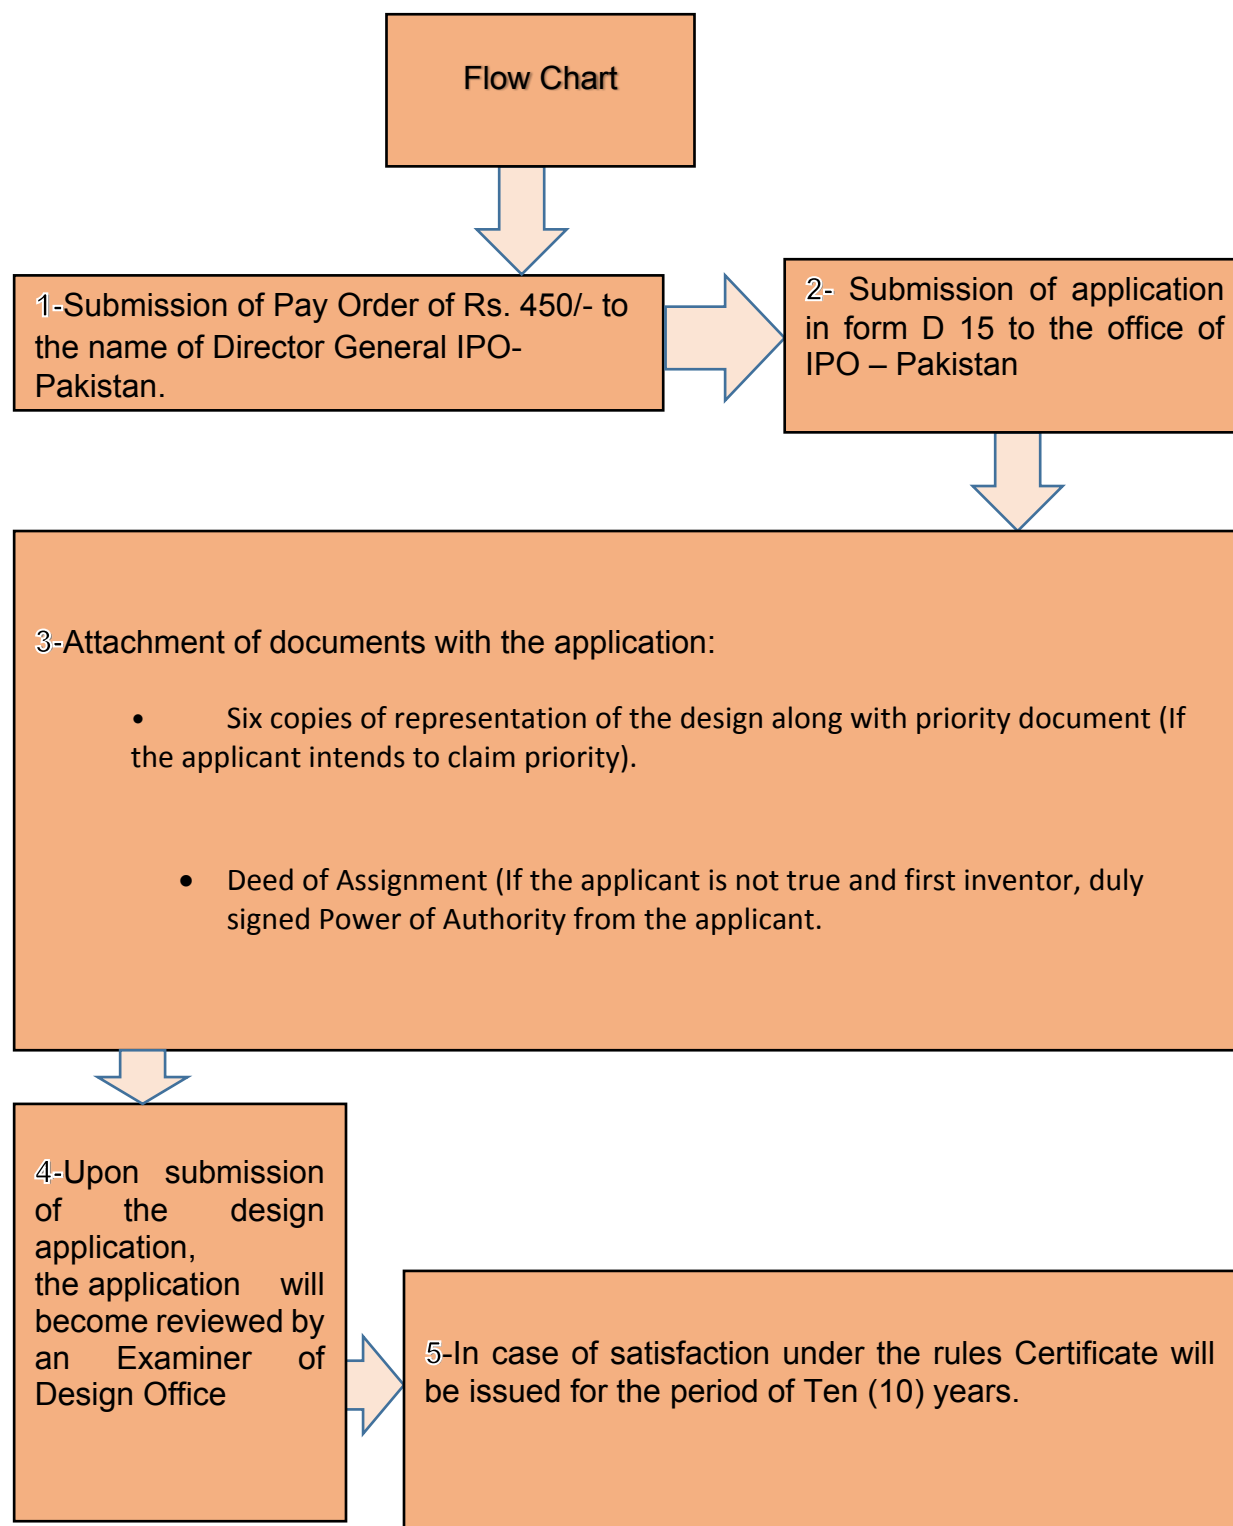 Flow Chart
1-Submission of Pay Order of Rs. 450/- to
the name of Director General IPO-
Pakistan.
2- Submission of application
in form D 15 to the office of
IPO – Pakistan
3-Attachment of documents with the application:
• Six copies of representation of the design along with priority document (If
the applicant intends to claim priority).
• Deed of Assignment (If the applicant is not true and first inventor, duly
signed Power of Authority from the applicant.
4-Upon submission
of the design
application,
the application will
become reviewed by
an Examiner of
Design Office
5-In case of satisfaction under the rules Certificate will
be issued for the period of Ten (10) years.